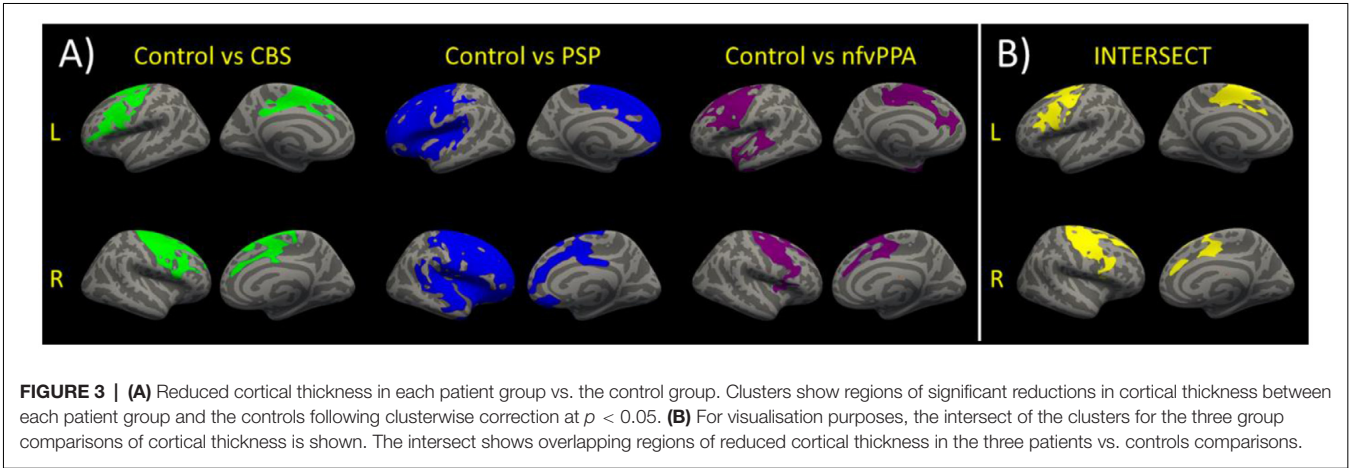 A)
Control vs CBS
Control vs PSP
Control vs nfvPPA
L
R
B)
INTERSECT
L
R
FIGURE 3 | (A) Reduced cortical thickness in each patient group vs. the control group. Clusters show regions of significant reductions in cortical thickness between
each patient group and the controls following clusterwise correction at p < 0.05. (B) For visualisation purposes, the intersect of the clusters for the three group
comparisons of cortical thickness is shown. The intersect shows overlapping regions of reduced cortical thickness in the three patients vs. controls comparisons.